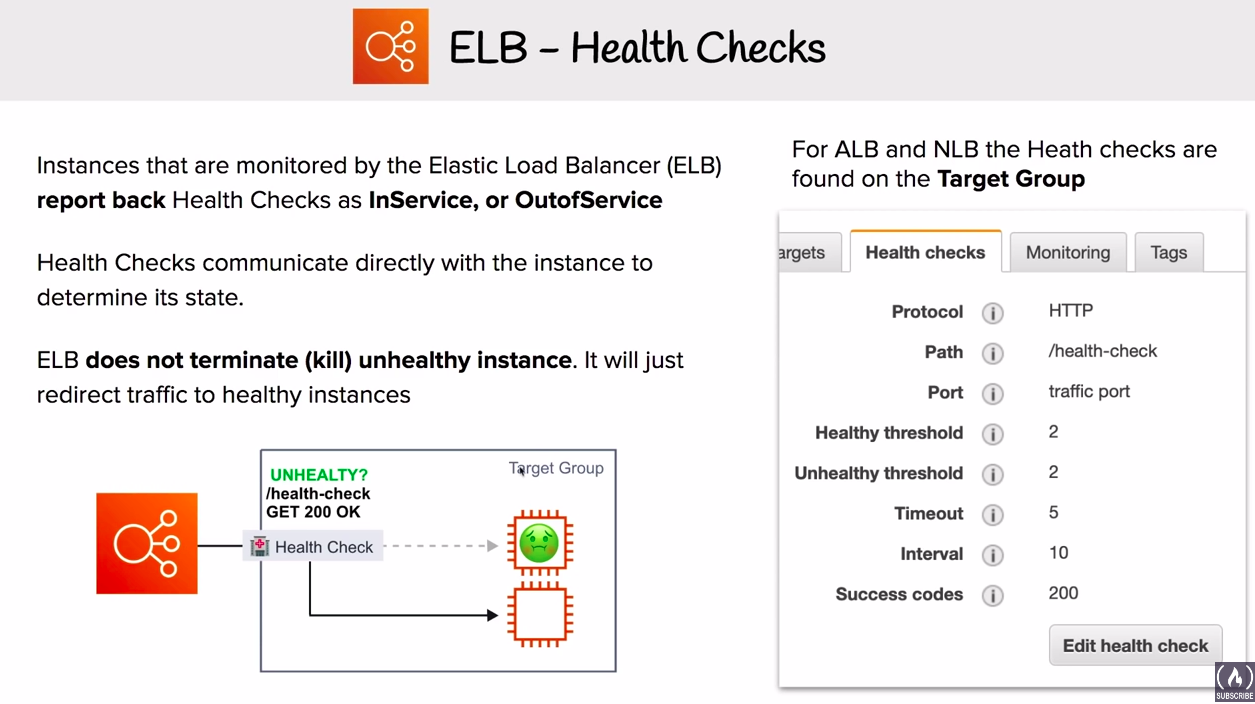 ELB – Health Checks
Instances that are monitored by the Elastic Load Balancer (ELB)
report back Health Checks as InService, or OutofService
Health Checks communicate directly with the instance to
determine its state.
ELB does not terminate (kill) unhealthy instance. It will just
redirect traffic to healthy instances
UNHEALTY?
/health-check
GET 200 OK
Health Check
Target Group
For ALB and NLB the Heath checks are
found on the Target Group
argets Health checks Monitoring Tags
Protocol i HTTP
Path i /health-check
Port i traffic port
Healthy threshold i 2
Unhealthy threshold i 2
Timeout i 5
Interval i 10
Success codes i 200
Edit health check
SUBSCRIBE